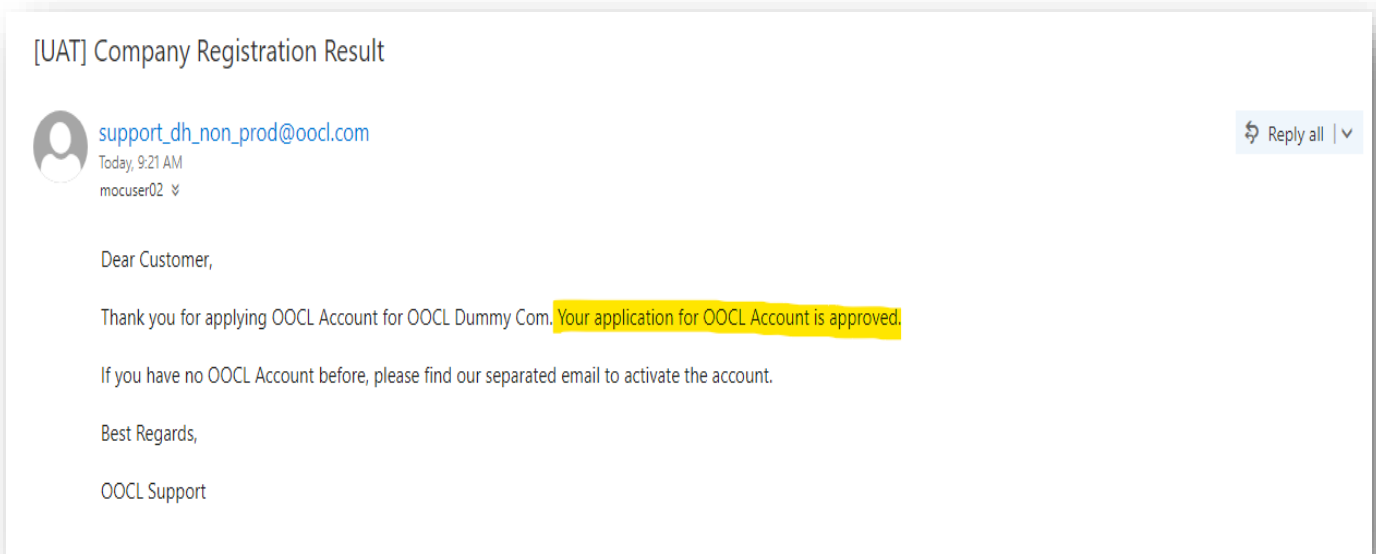 [UAT] Company Registration Result
support_dh_non_prod@oocl.com
Reply all
Today, 9:21 AM
mocuser02
Dear Customer,
Thank you for applying OOCL Account for OOCL Dummy Com. Your application for OOCL Account is approved.
If you have no OOCL Account before, please find our separated email to activate the account.
Best Regards,
OOCL Support